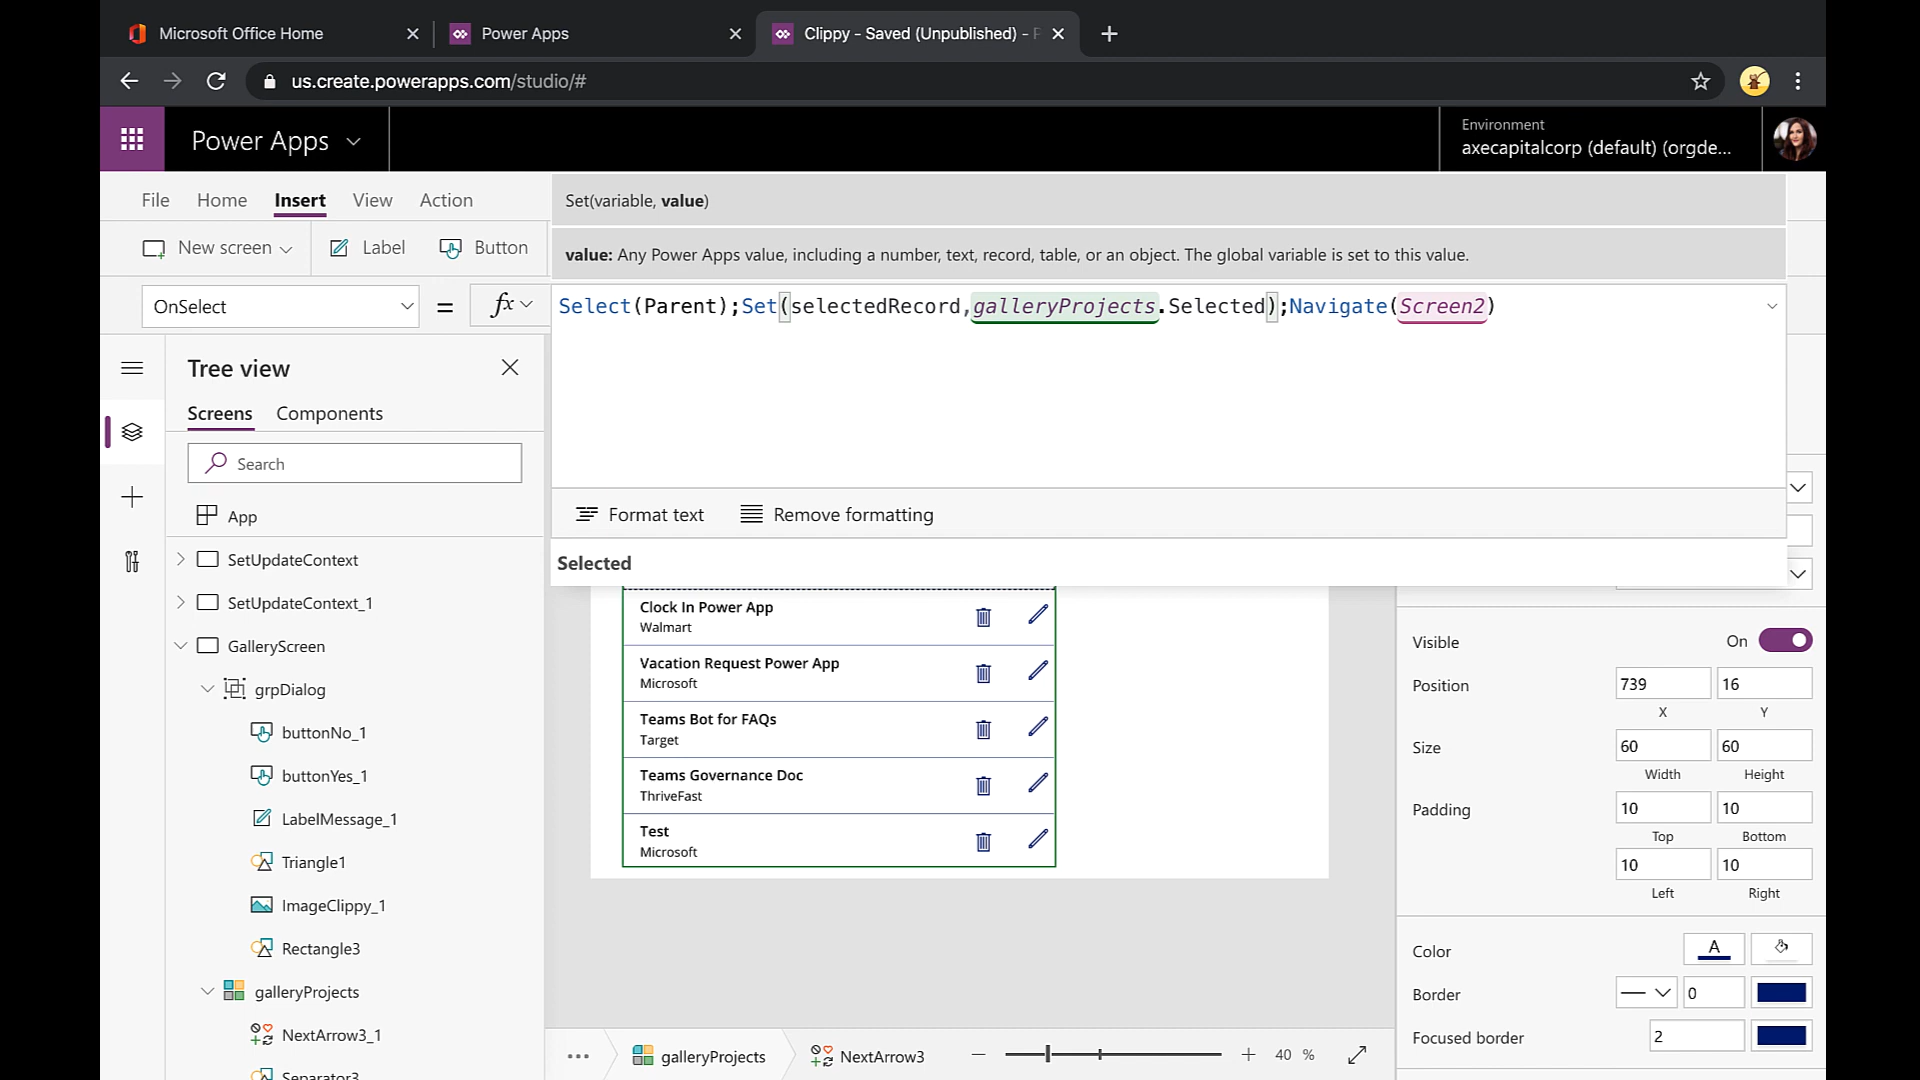 Microsoft Office Home
Power Apps
Clippy - Saved (Unpublished) - P
us.create.powerapps.com/studio/#
Power Apps
Environment
axecapitalcorp (default) (orgde...
File
Home
Insert
View
Action
Set(variable, value)
New screen
Label
Button
value: Any Power Apps value, including a number, text, record, table, or an object. The global variable is set to this value.
OnSelect
=
fx
Select(Parent);Set(selectedRecord,galleryProjects.Selected);Navigate(Screen2)
Tree view
Screens
Components
Search
Format text
Remove formatting
App
Selected
SetUpdateContext
SetUpdateContext_1
GalleryScreen
grpDialog
buttonNo_1
buttonYes_1
LabelMessage_1
Triangle1
ImageClippy_1
Rectangle3
galleryProjects
NextArrow3_1
Separator3
Clock In Power App
Walmart
Vacation Request Power App
Microsoft
Teams Bot for FAQs
Target
Teams Governance Doc
ThriveFast
Test
Microsoft
Visible
On
Position
739
16
X
Y
Size
60
60
Width
Height
Padding
10
10
Top
Bottom
10
10
Left
Right
Color
A
Border
0
Focused border
2
...
galleryProjects
NextArrow3
40 %